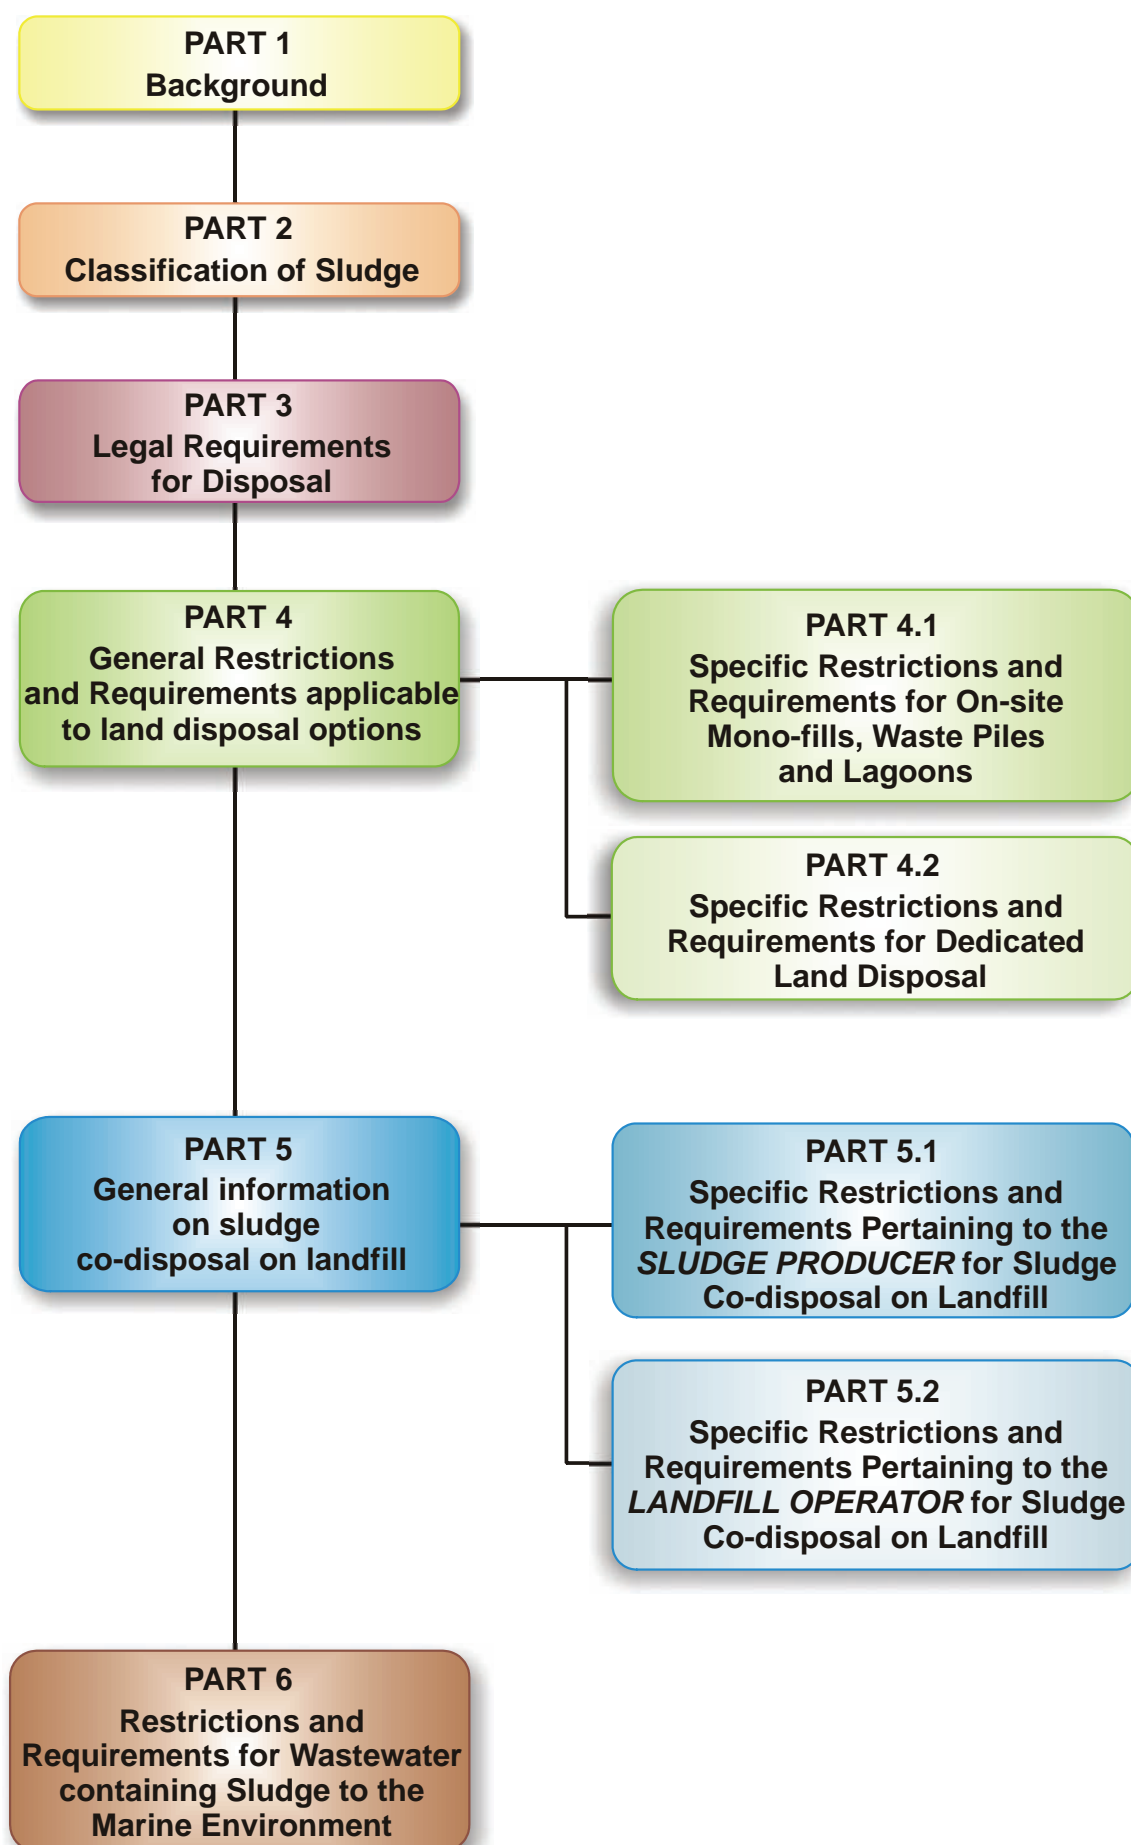 PART 1
Background
PART 2
Classification of Sludge
PART 3
Legal Requirements
for Disposal
PART 4
General Restrictions
and Requirements applicable
to land disposal options
PART 4.1
Specific Restrictions and
Requirements for On-site
Mono-fills, Waste Piles
and Lagoons
PART 4.2
Specific Restrictions and
Requirements for Dedicated
Land Disposal
PART 5
General information
on sludge
co-disposal on landfill
PART 5.1
Specific Restrictions and
Requirements Pertaining to the
SLUDGE PRODUCER for Sludge
Co-disposal on Landfill
PART 5.2
Specific Restrictions and
Requirements Pertaining to the
LANDFILL OPERATOR for Sludge
Co-disposal on Landfill
PART 6
Restrictions and
Requirements for Wastewater
containing Sludge to the
Marine Environment